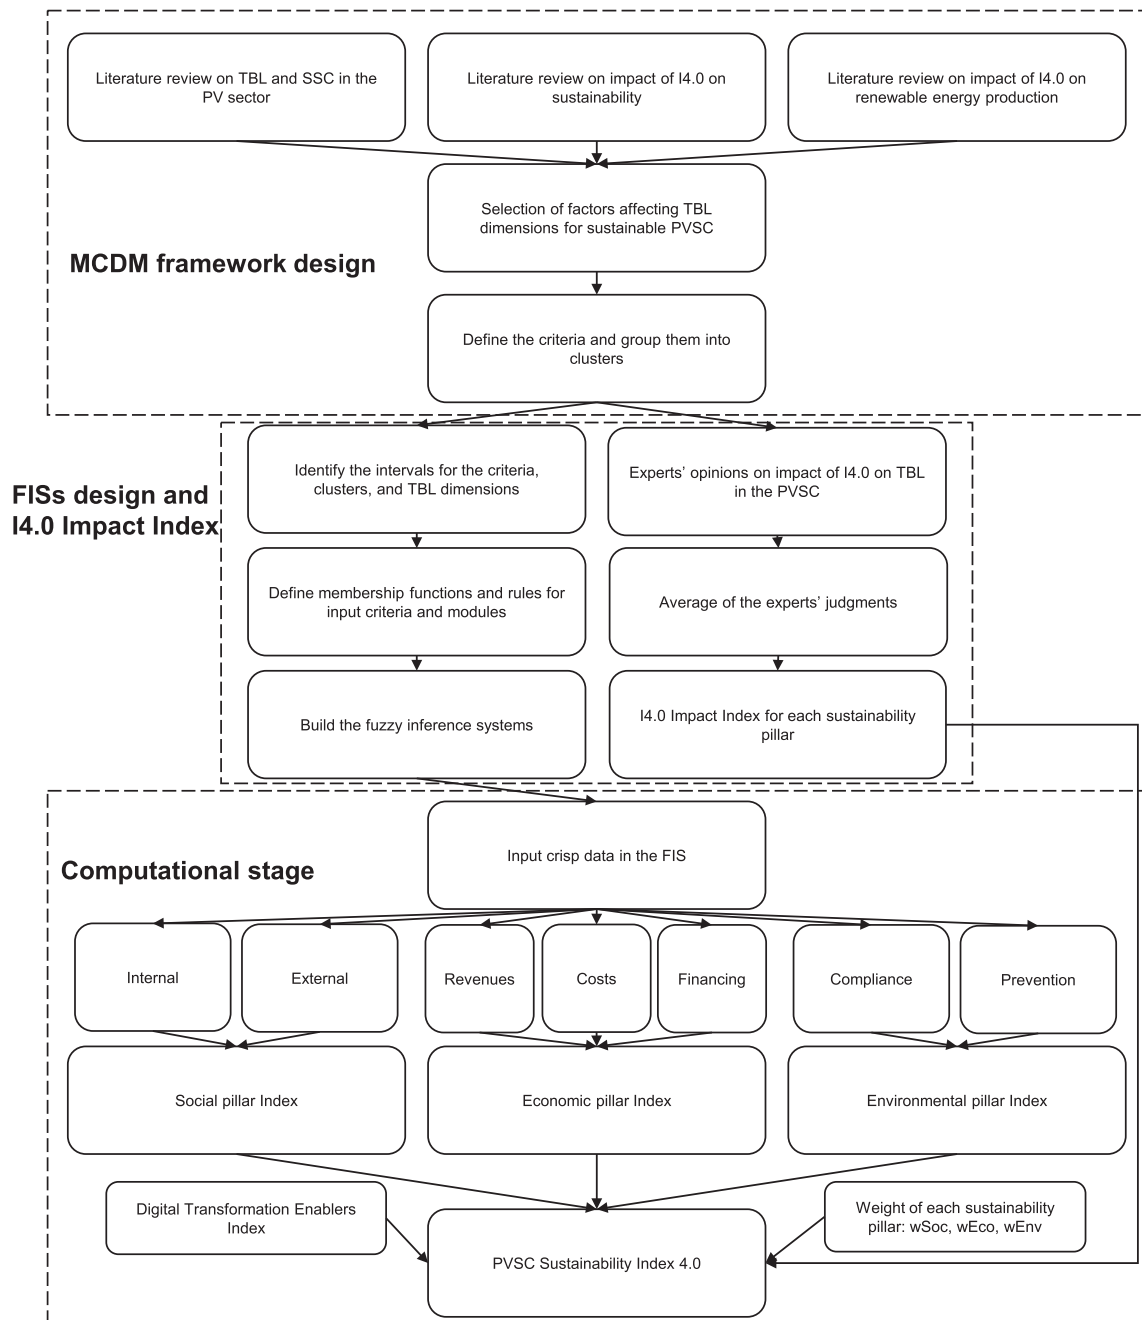 Literature review on TBL and SSC in the
PV sector
Literature review on impact of I4.0 on
sustainability
Literature review on impact of I4.0 on
renewable energy production
Selection of factors affecting TBL
dimensions for sustainable PVSC
MCDM framework design
Define the criteria and group them into
clusters
FISs design and
I4.0 Impact Index
Identify the intervals for the criteria,
clusters, and TBL dimensions
Experts’ opinions on impact of I4.0 on TBL
in the PVSC
Define membership functions and rules for
input criteria and modules
Average of the experts’ judgments
Build the fuzzy inference systems
I4.0 Impact Index for each sustainability
pillar
Input crisp data in the FIS
Computational stage
Internal
External
Revenues
Costs
Financing
Compliance
Prevention
Social pillar Index
Economic pillar Index
Environmental pillar Index
Digital Transformation Enablers
Index
Weight of each sustainability
pillar: wSoc, wEco, wEnv
PVSC Sustainability Index 4.0